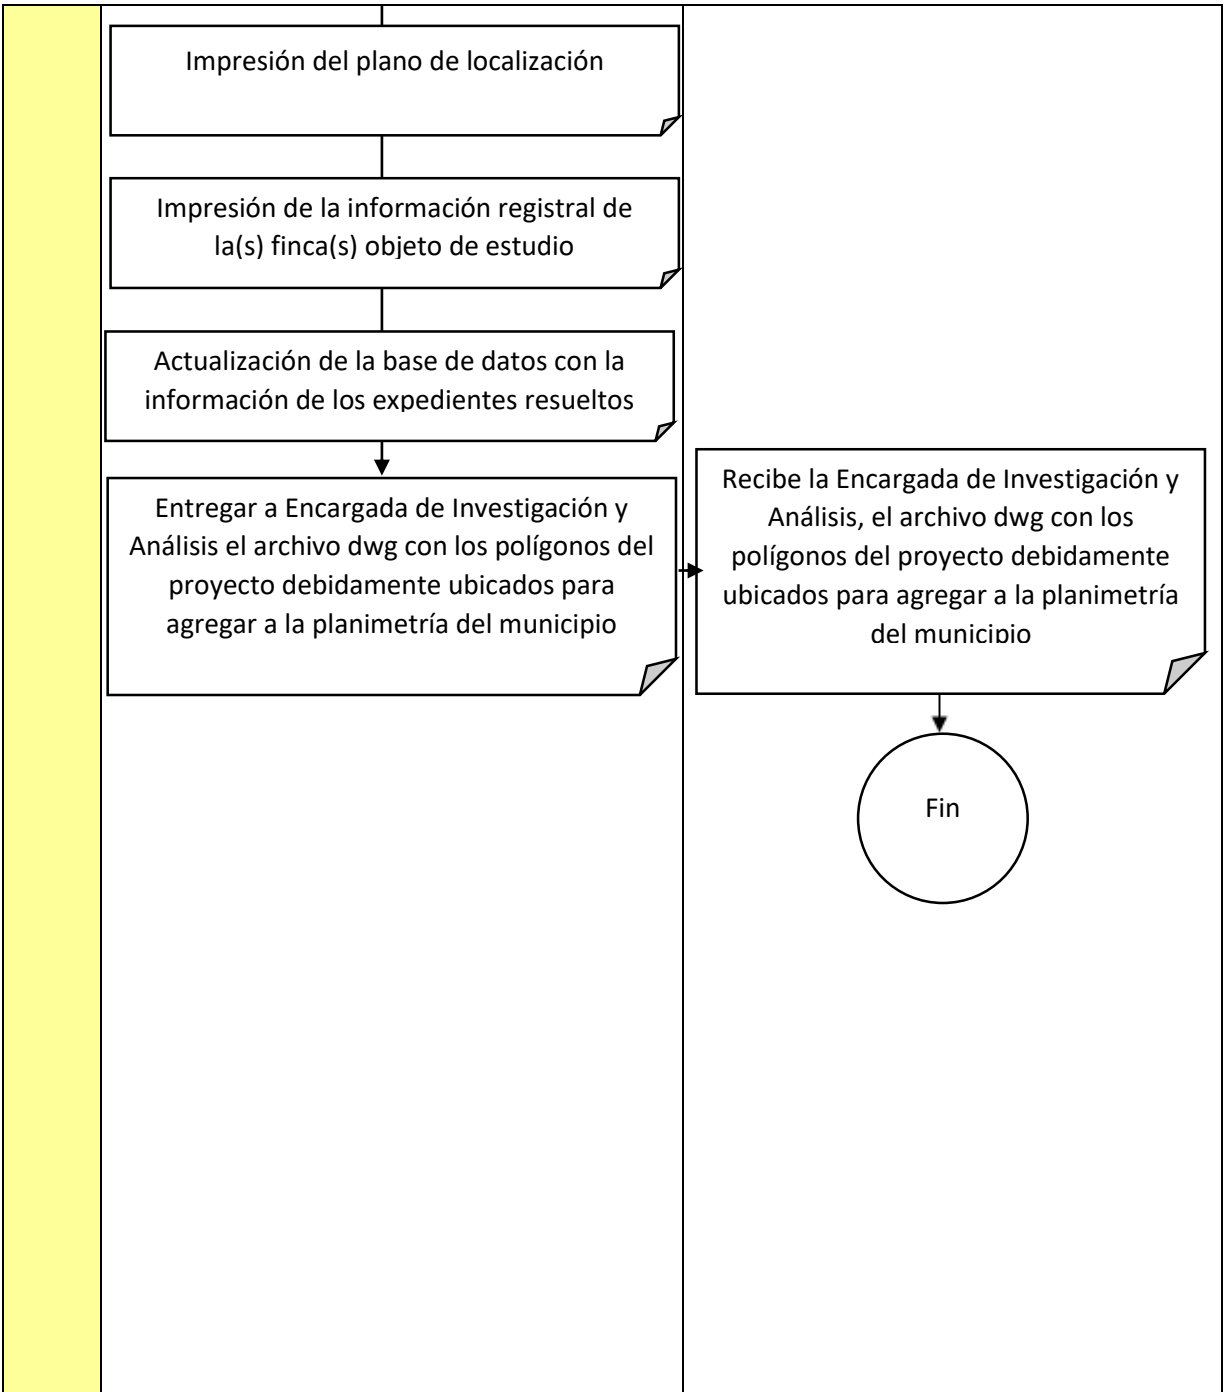 Impresión del plano de localización
Impresión de la información registral de
la(s) finca(s) objeto de estudio
Actualización de la base de datos con la
información de los expedientes resueltos
Entregar a Encargada de Investigación y
Análisis el archivo dwg con los polígonos del
proyecto debidamente ubicados para
agregar a la planimetría del municipio
Recibe la Encargada de Investigación y
Análisis, el archivo dwg con los
polígonos del proyecto debidamente
ubicados para agregar a la planimetría
del municipio
Fin